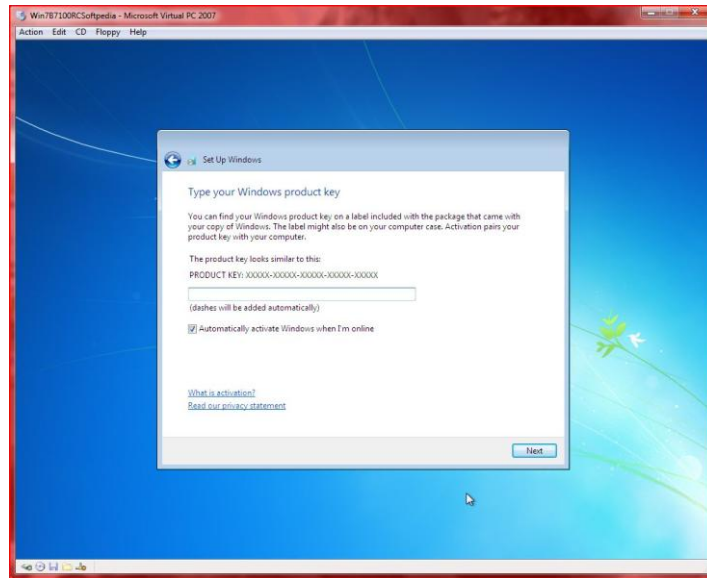 Win7B7100RCSoftpedia - Microsoft Virtual PC 2007
Action Edit CD Floppy Help
Set Up Windows
Type your Windows product key
You can find your Windows product key on a label included with the package that came with
your copy of Windows. The label might also be on your computer case. Activation pairs your
product key with your computer.
The product key looks similar to this:
PRODUCT KEY: XXXXX-XXXXX-XXXXX-XXXXX-XXXXX
(dashes will be added automatically)
Automatically activate Windows when I'm online
What is activation?
Read our privacy statement
Next